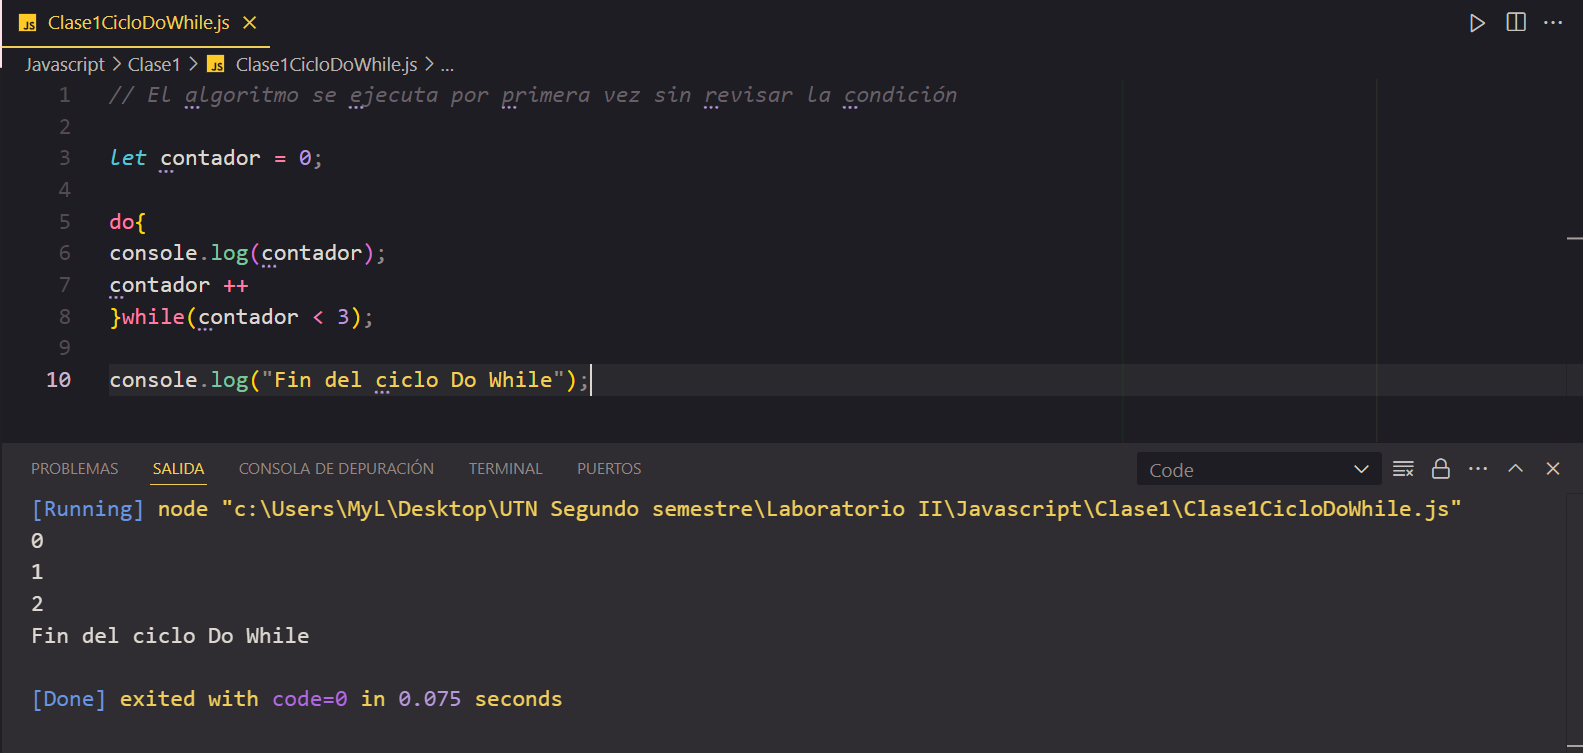 JS Clase1CicloDoWhile.js
Javascript > Clase1 > JS Clase1CicloDoWhile.js > ...
1 // El algoritmo se ejecuta por primera vez sin revisar la condición
2
3 let contador = 0;
4
5 do{
6 console.log(contador);
7 contador ++
8 }while(contador < 3);
9
10 console.log("Fin del ciclo Do While");
PROBLEMAS SALIDA CONSOLA DE DEPURACIÓN TERMINAL PUERTOS Code
[Running] node "c:\Users\MyL\Desktop\UTN Segundo semestre\Laboratorio II\Javascript\Clase1\Clase1CicloDoWhile.js"
0
1
2
Fin del ciclo Do While
[Done] exited with code=0 in 0.075 seconds